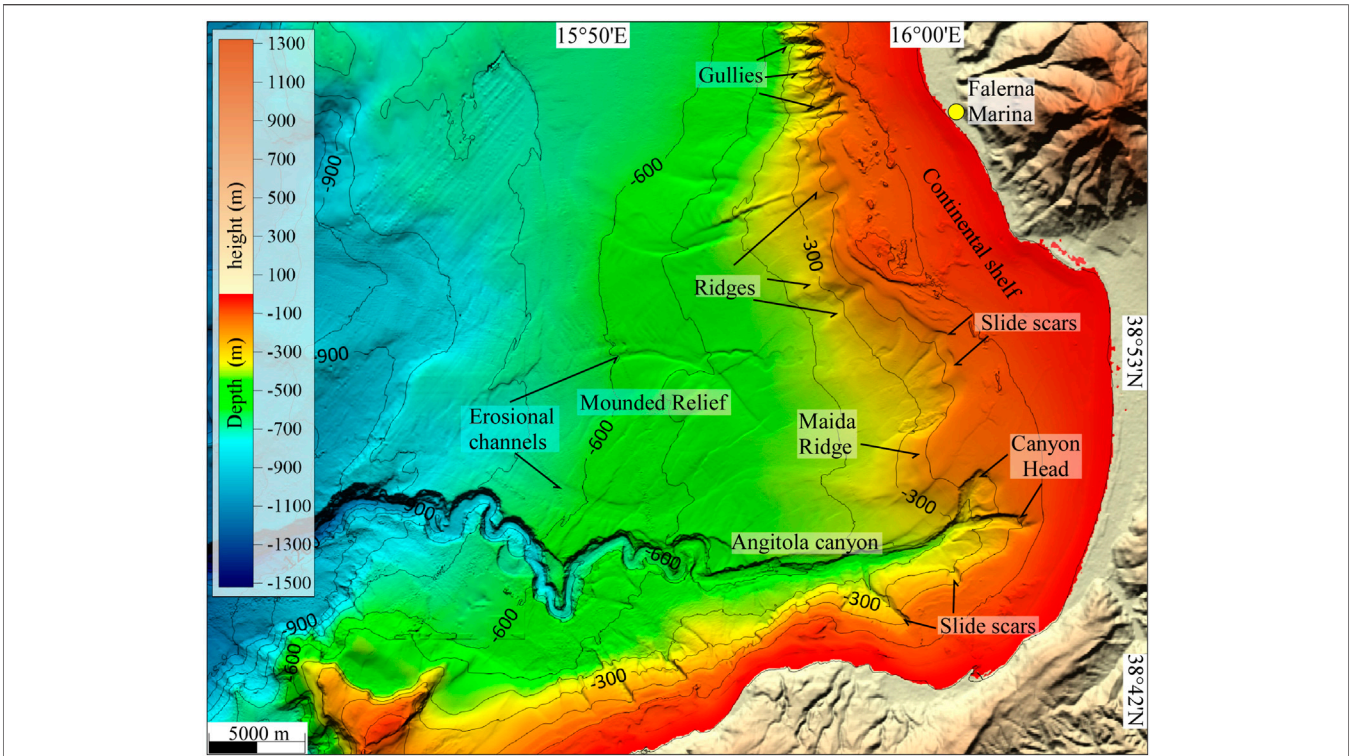 15°50'E
16°00'E
1300
1100
900
700
500
300
100
-100
-300
-500
-700
-900
-1100
-1300
-1500
height (m)
Depth (m)
Gullies
Falerna
Marina
-900
-600
Continental shelf
-300
Ridges
Slide scars
38°53'N
-900
Mounded Relief
Erosional
channels
-600
Maida
Ridge
Canyon
Head
-300
-900
Angitola canyon
-600
-300
-600
Slide scars
-900
-600
-300
38°42'N
5000 m